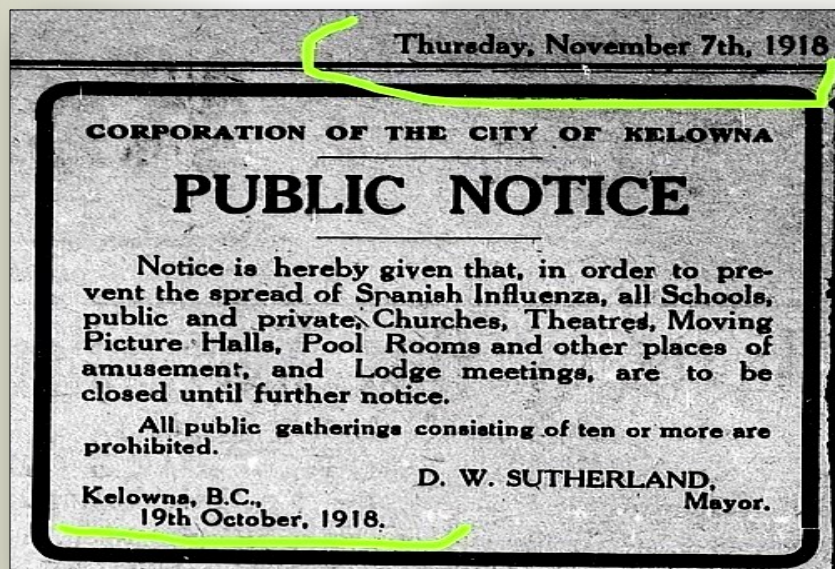 Thursday, November 7th, 1918
CORPORATION OF THE CITY OF KELOWNA
PUBLIC NOTICE
Notice is hereby given that, in order to pre-
vent the spread of Spanish Influenza, all Schools,
public and private, Churches, Theatres, Moving
Picture Halls, Pool Rooms and other places of
amusement, and Lodge meetings, are to be
closed until further notice.
All public gatherings consisting of ten or more are
prohibited.
D. W. SUTHERLAND,
Mayor.
Kelowna, B.C.,
19th October, 1918.